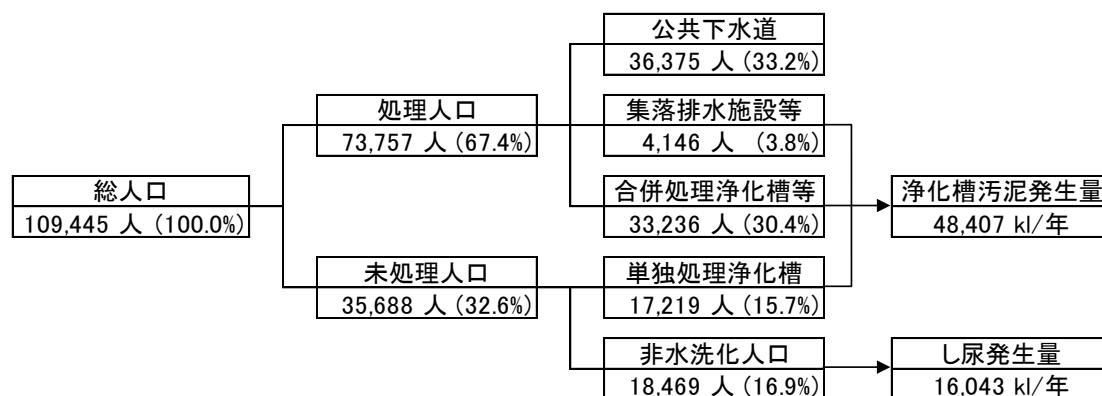 公共下水道
36,375 人 (33.2%)
処理人口
73,757 人 (67.4%)
集落排水施設等
4,146 人 (3.8%)
総人口
109,445 人 (100.0%)
合併処理浄化槽等
33,236 人 (30.4%)
浄化槽汚泥発生量
48,407 kl/年
未処理人口
35,688 人 (32.6%)
単独処理浄化槽
17,219 人 (15.7%)
非水洗化人口
18,469 人 (16.9%)
し尿発生量
16,043 kl/年